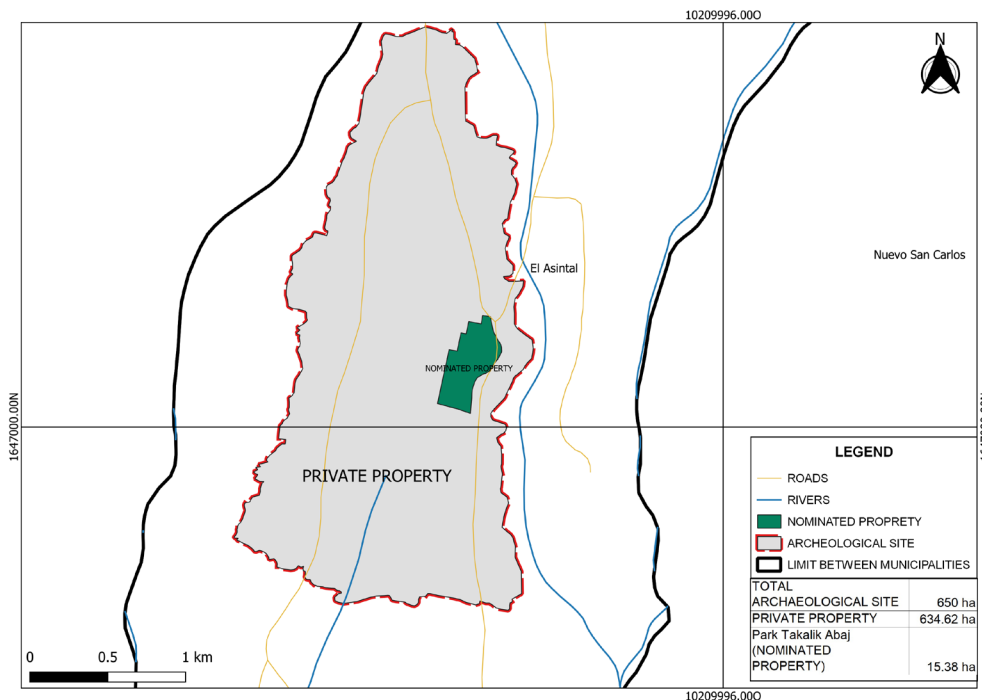 10209996.00O
N
El Asintal
Nuevo San Carlos
NOMINATED PROPERTY
1647000.00N
PRIVATE PROPERTY
LEGEND
ROADS
RIVERS
NOMINATED PROPRETY
ARCHEOLOGICAL SITE
LIMIT BETWEEN MUNICIPALITIES
TOTAL
ARCHAEOLOGICAL SITE 650 ha
PRIVATE PROPERTY 634.62 ha
Park Takalik Abaj
(NOMINATED
PROPERTY) 15.38 ha
0 0.5 1 km
10209996.00O